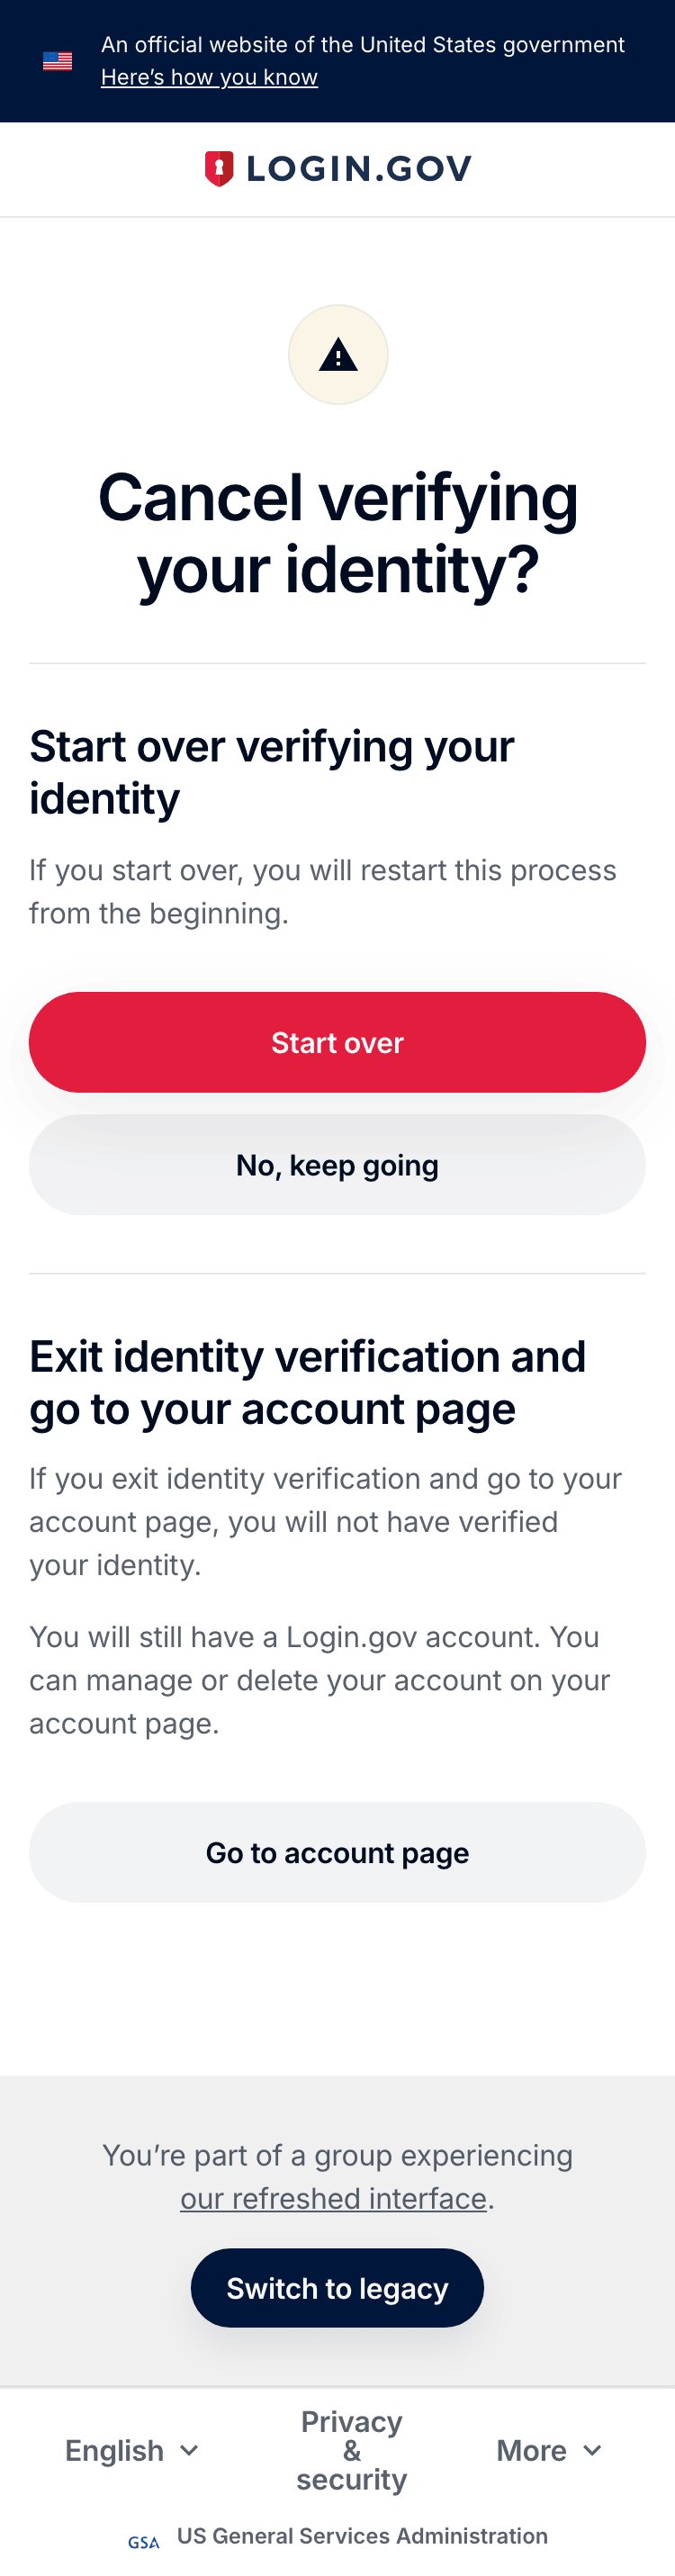 An official website of the United States government
Here’s how you know
LOGIN.GOV
Cancel verifying
your identity?
Start over verifying your
identity
If you start over, you will restart this process
from the beginning.
Start over
No, keep going
Exit identity verification and
go to your account page
If you exit identity verification and go to your
account page, you will not have verified
your identity.
You will still have a Login.gov account. You
can manage or delete your account on your
account page.
Go to account page
You’re part of a group experiencing
our refreshed interface.
Switch to legacy
English
Privacy
&
security
More
GSA US General Services Administration